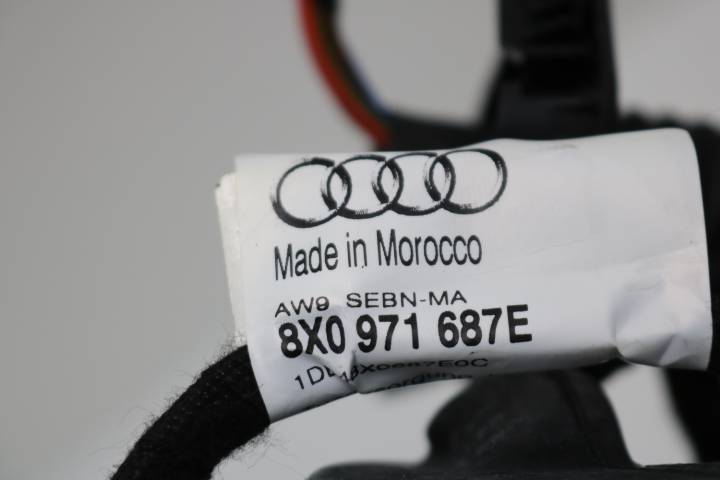 Made in Morocco
AW9 SEBN-MA
8X0 971 687E